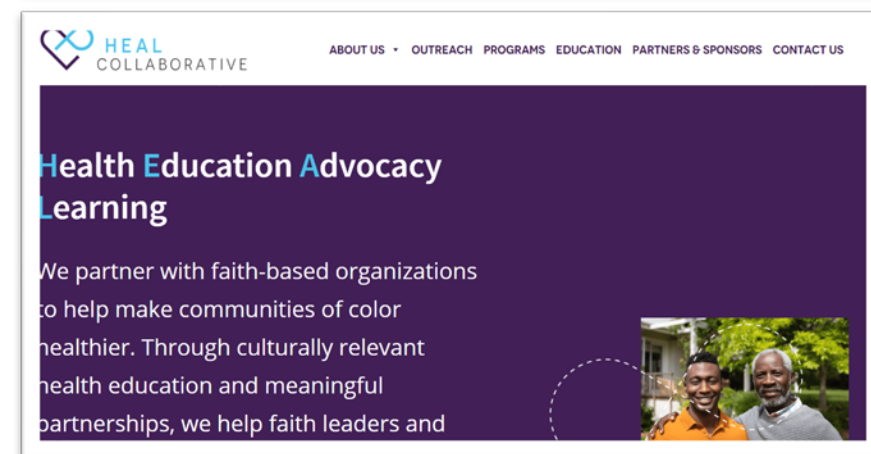 HEAL
COLLABORATIVE
ABOUT US OUTREACH PROGRAMS EDUCATION PARTNERS & SPONSORS CONTACT US
Health Education Advocacy
Learning
We partner with faith-based organizations
to help make communities of color
healthier. Through culturally relevant
health education and meaningful
partnerships, we help faith leaders and